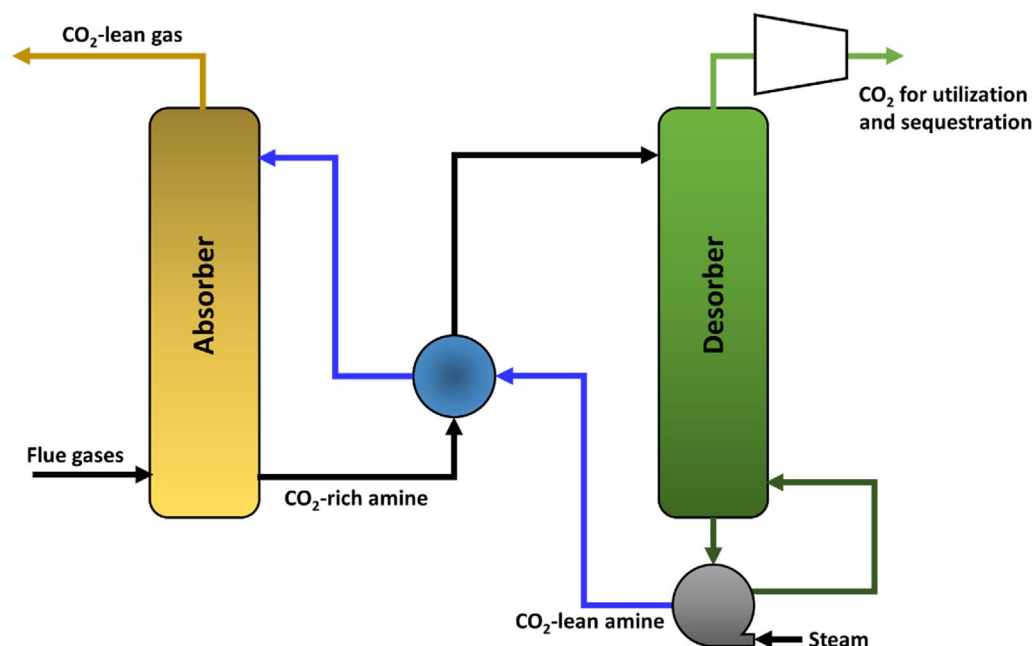 CO₂-lean gas
CO₂ for utilization
and sequestration
Absorber
Desorber
Flue gases
CO₂-rich amine
CO₂-lean amine
Steam